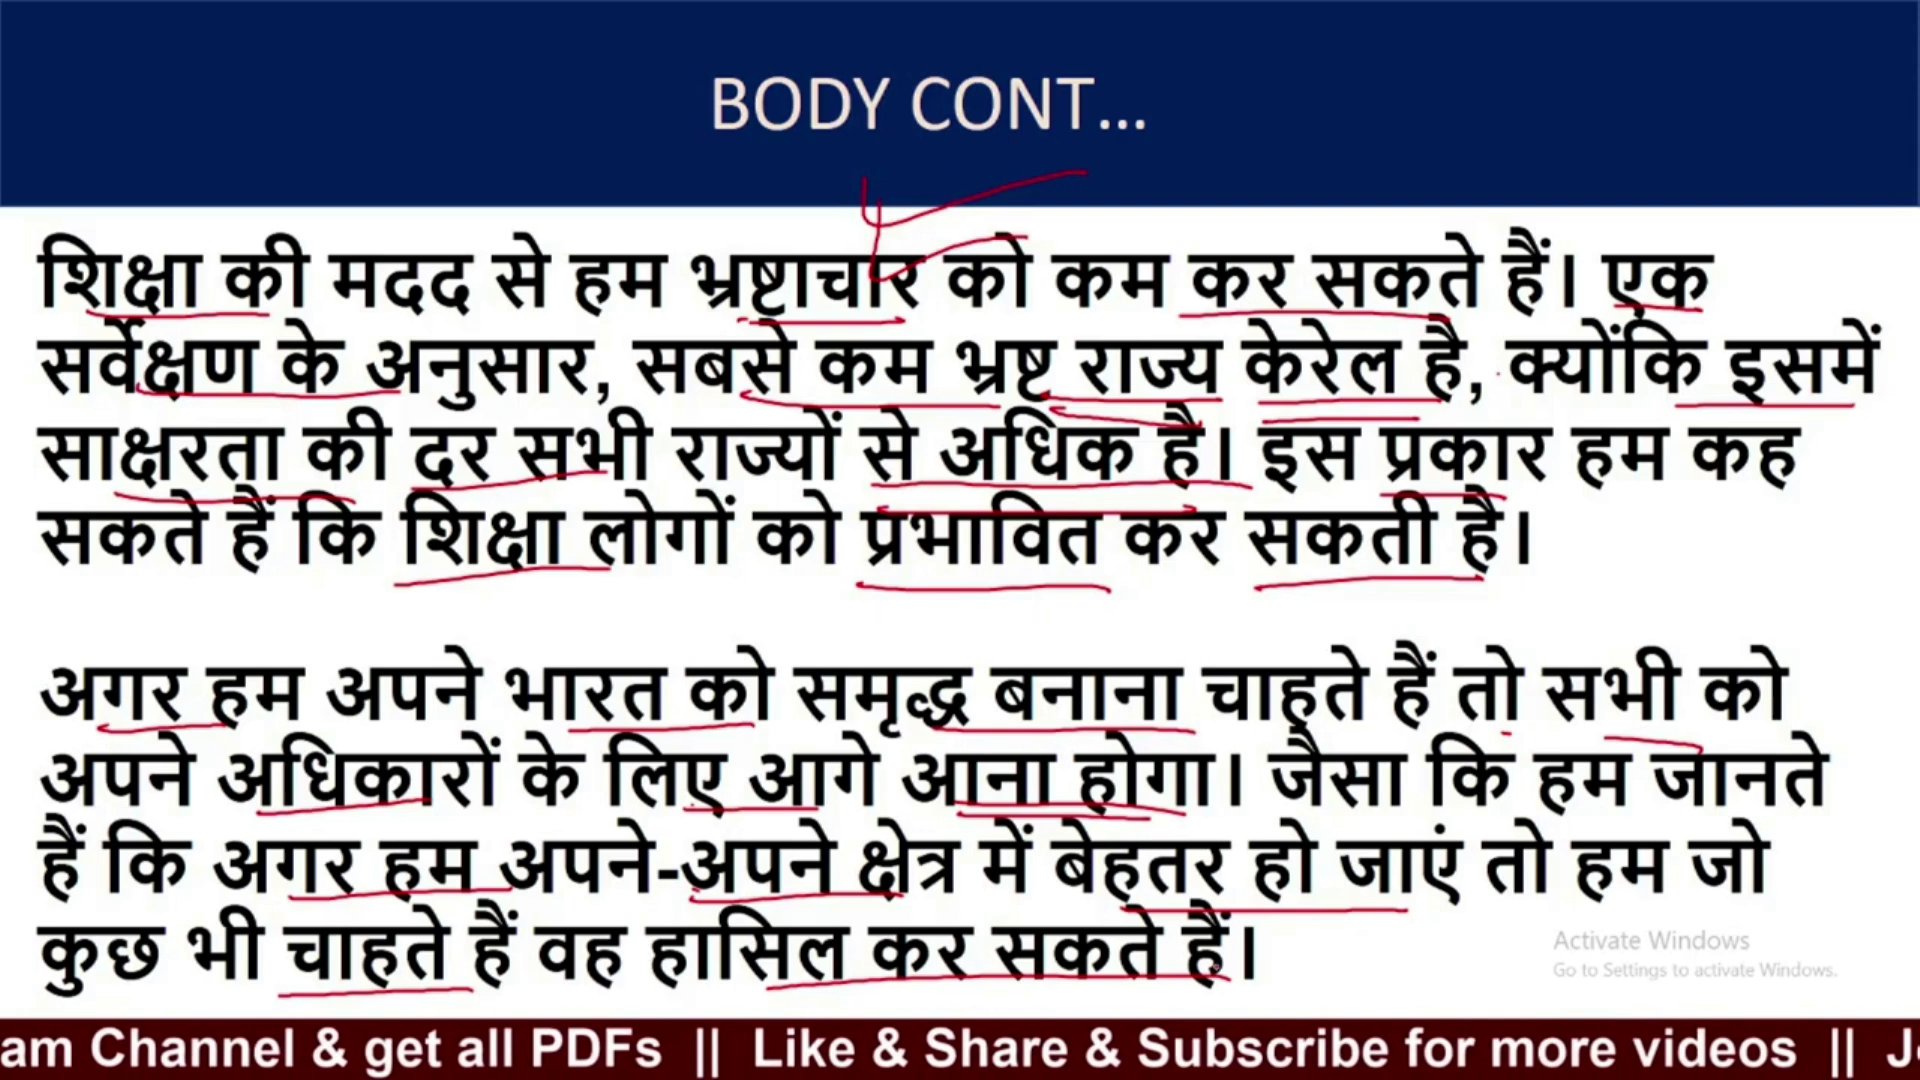 BODY CONT...
शिक्षा की मदद से हम भ्रष्टाचार को कम कर सकते हैं। एक
सर्वेक्षण के अनुसार, सबसे कम भ्रष्ट राज्य केरेल है, क्योंकि इसमें
साक्षरता की दर सभी राज्यों से अधिक है। इस प्रकार हम कह
सकते हैं कि शिक्षा लोगों को प्रभावित कर सकती है।
अगर हम अपने भारत को समृद्ध बनाना चाहते हैं तो सभी को
अपने अधिकारों के लिए आगे आना होगा। जैसा कि हम जानते
हैं कि अगर हम अपने-अपने क्षेत्र में बेहतर हो जाएं तो हम जो
कुछ भी चाहते हैं वह हासिल कर सकते हैं।
Activate Windows
Go to Settings to activate Windows.
am Channel & get all PDFs || Like & Share & Subscribe for more videos || J